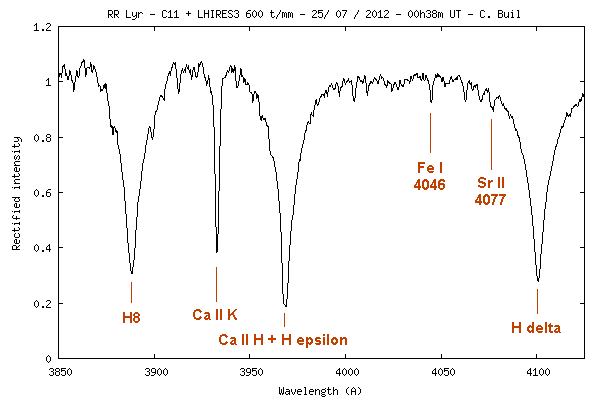 RR Lyr - C11 + LHIRES3 600 t/mm - 25/ 07 / 2012 - 00h38m UT - C. Buil
1.2
1
0.8
0.6
0.4
0.2
0
Rectified intensity
Fe I
4046
Sr II
4077
H8
Ca II K
Ca II H + H epsilon
H delta
3850
3900
3950
4000
4050
4100
Wavelength (A)